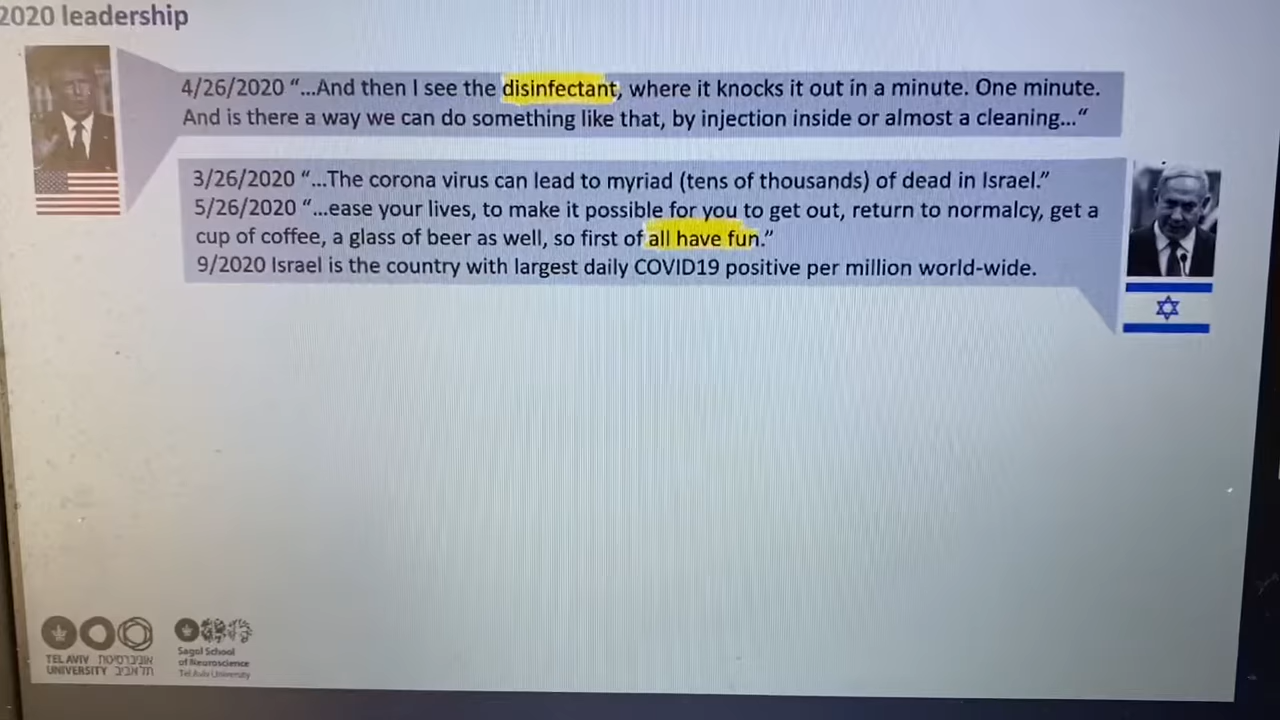 2020 leadership
4/26/2020 “...And then I see the disinfectant, where it knocks it out in a minute. One minute.
And is there a way we can do something like that, by injection inside or almost a cleaning...“
3/26/2020 “...The corona virus can lead to myriad (tens of thousands) of dead in Israel.”
5/26/2020 “...ease your lives, to make it possible for you to get out, return to normalcy, get a
cup of coffee, a glass of beer as well, so first of all have fun.”
9/2020 Israel is the country with largest daily COVID19 positive per million world-wide.
TEL AVIV אוניברסיטת
UNIVERSITY תל אביב
Sagol School
of Neuroscience
Tel Aviv University